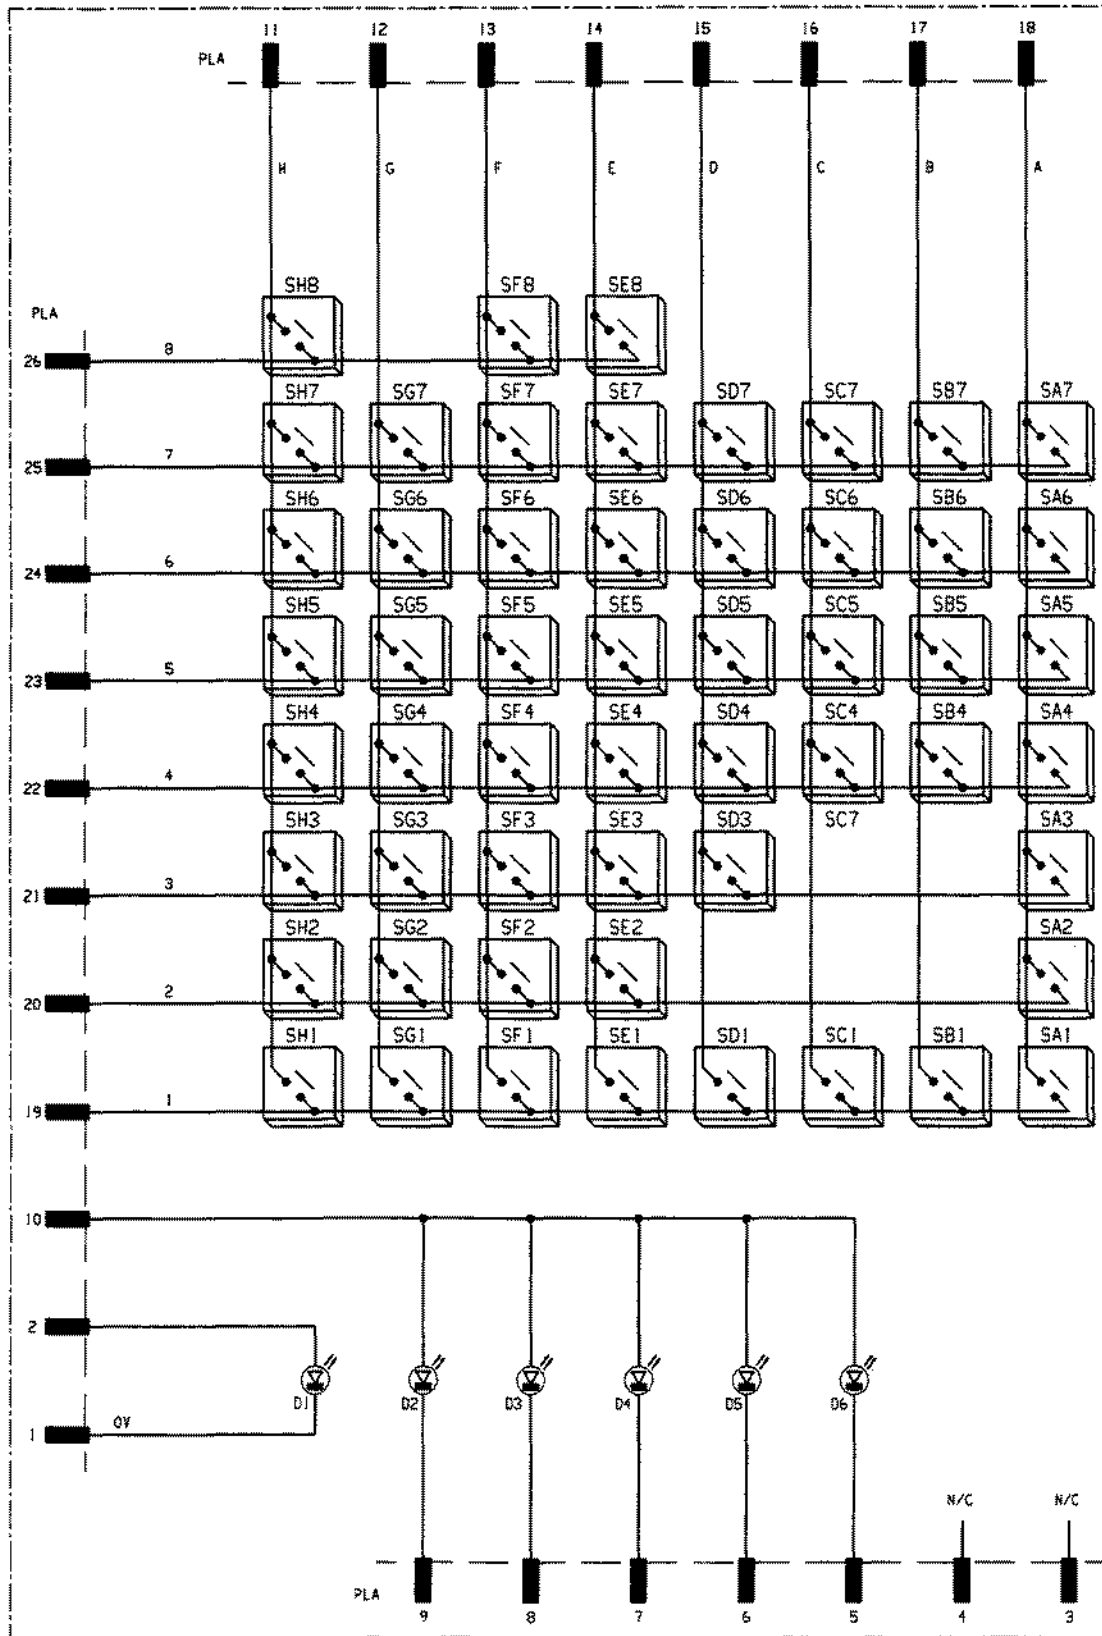 11 12 13 14 15 16 17 18
PLA
H G F E D C B A
SH8 SF8 SE8
PLA
26 8
SH7 SG7 SF7 SE7 SD7 SC7 SB7 SA7
25 7
SH6 SG6 SF6 SE6 SD6 SC6 SB6 SA6
24 6
SH5 SG5 SF5 SE5 SD5 SC5 SB5 SA5
23 5
SH4 SG4 SF4 SE4 SD4 SC4 SB4 SA4
22 4
SH3 SG3 SF3 SE3 SD3 SC7 SA3
21 3
SH2 SG2 SF2 SE2 SA2
20 2
SH1 SG1 SF1 SE1 SD1 SC1 SB1 SA1
19 1
10
2
D1 D2 D3 D4 D5 D6
1 0V
N/C N/C
PLA
9 8 7 6 5 4 3